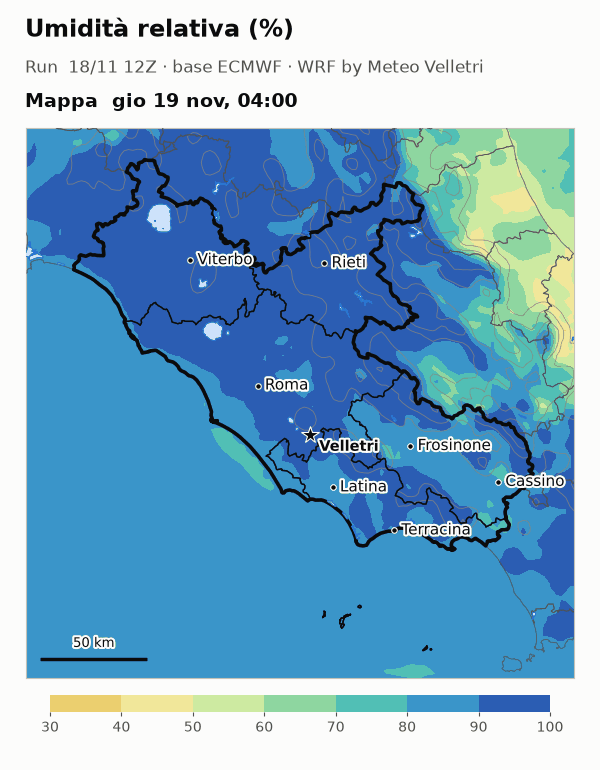 Umidità relativa (%)
Run  18/11 12Z · base ECMWF · WRF by Meteo Velletri
Mappa  gio 19 nov, 04:00
Viterbo
Rieti
Roma
Velletri
Frosinone
Latina
Cassino
Terracina
50 km
30 40 50 60 70 80 90 100